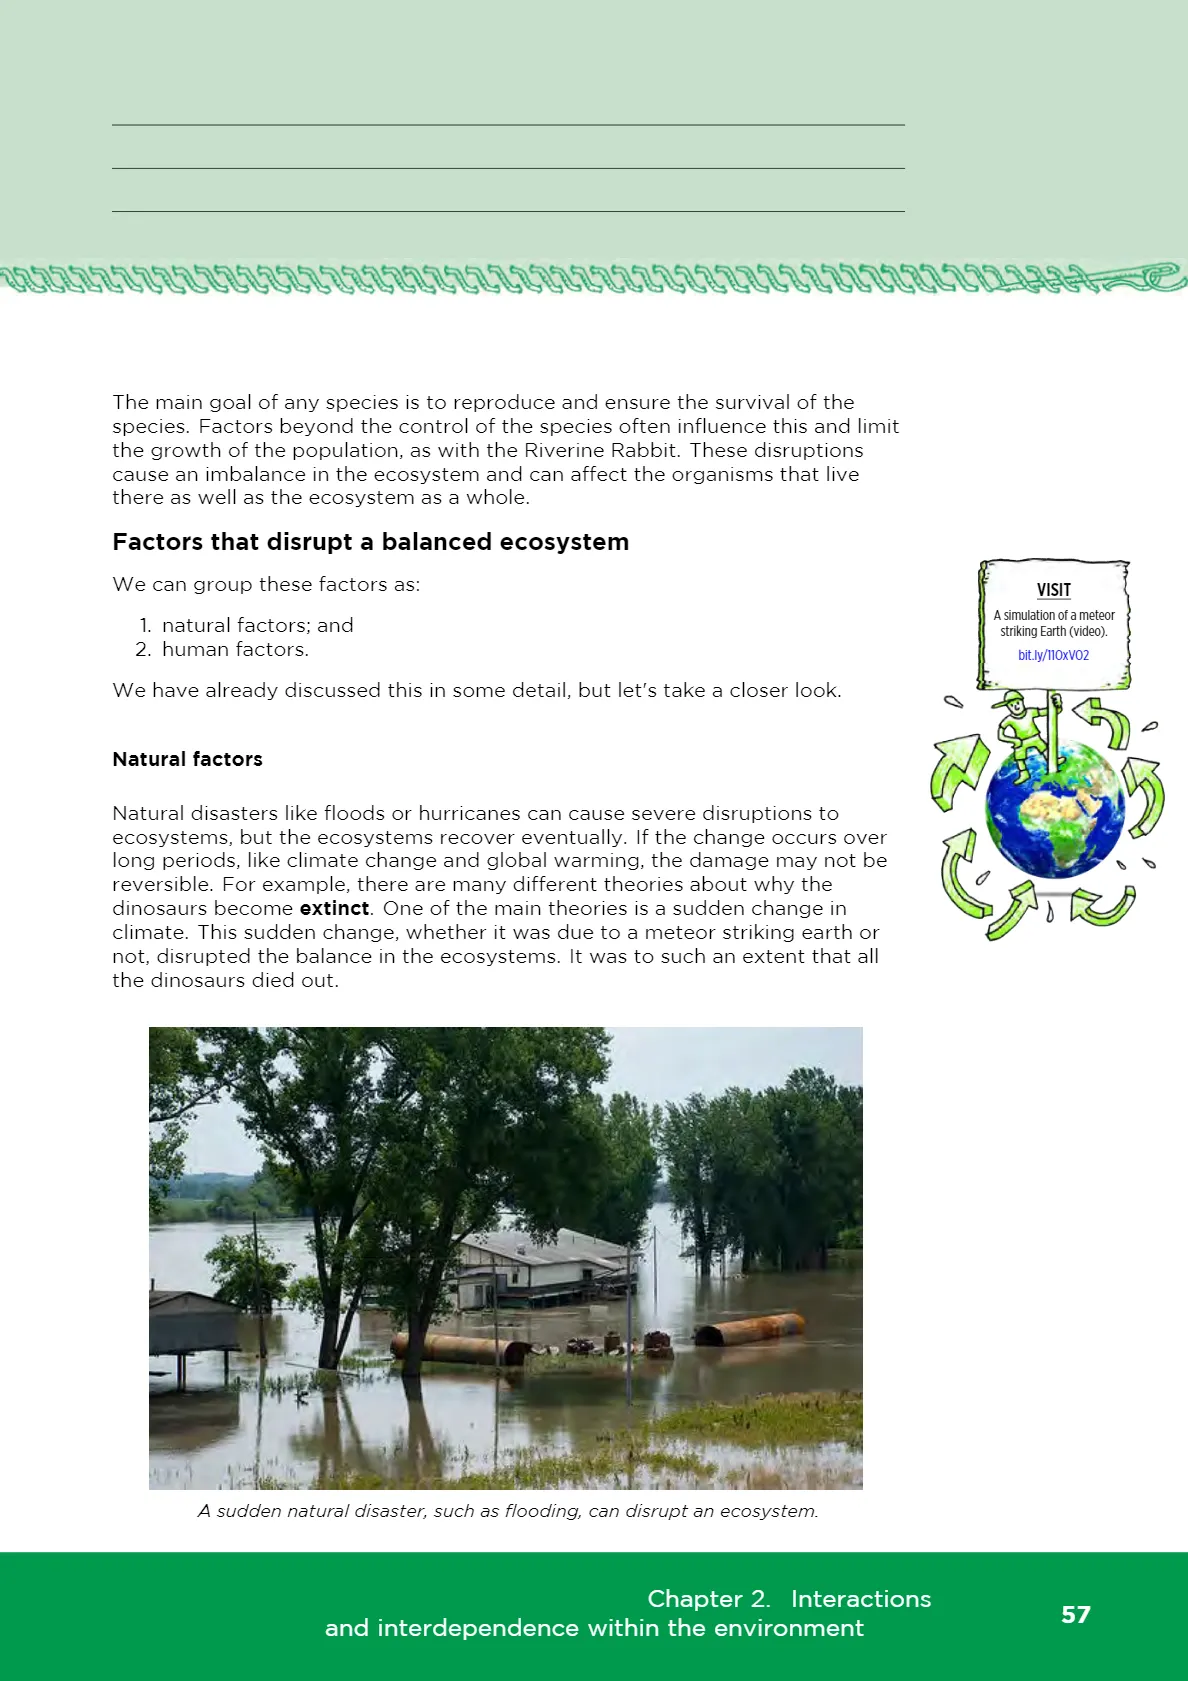 The main goal of any species is to reproduce and ensure the survival of the
species. Factors beyond the control of the species often influence this and limit
the growth of the population, as with the Riverine Rabbit. These disruptions
cause an imbalance in the ecosystem and can affect the organisms that live
there as well as the ecosystem as a whole.
Factors that disrupt a balanced ecosystem
We can group these factors as:
1. natural factors; and
2. human factors.
We have already discussed this in some detail, but let's take a closer look.
VISIT
A simulation of a meteor
striking Earth (video).
bit.ly/11OxVO2
Natural factors
Natural disasters like floods or hurricanes can cause severe disruptions to
ecosystems, but the ecosystems recover eventually. If the change occurs over
long periods, like climate change and global warming, the damage may not be
reversible. For example, there are many different theories about why the
dinosaurs become extinct. One of the main theories is a sudden change in
climate. This sudden change, whether it was due to a meteor striking earth or
not, disrupted the balance in the ecosystems. It was to such an extent that all
the dinosaurs died out.
A sudden natural disaster, such as flooding, can disrupt an ecosystem.
Chapter 2. Interactions
and interdependence within the environment
57